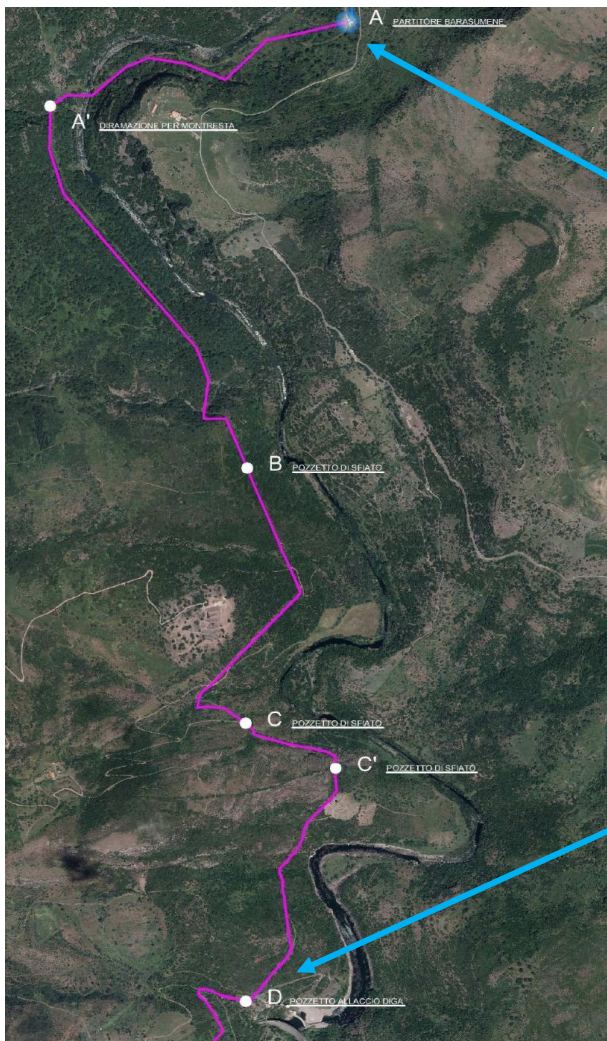 A PARTITORE BARASUMENE
A' DIRAMAZIONE PER MONTRESTA
B POZZETTO DI SFIATO
C POZZETTO DI SFIATO
C' POZZETTO DI SFIATO
D POZZETTO ALLACCIO DIGA